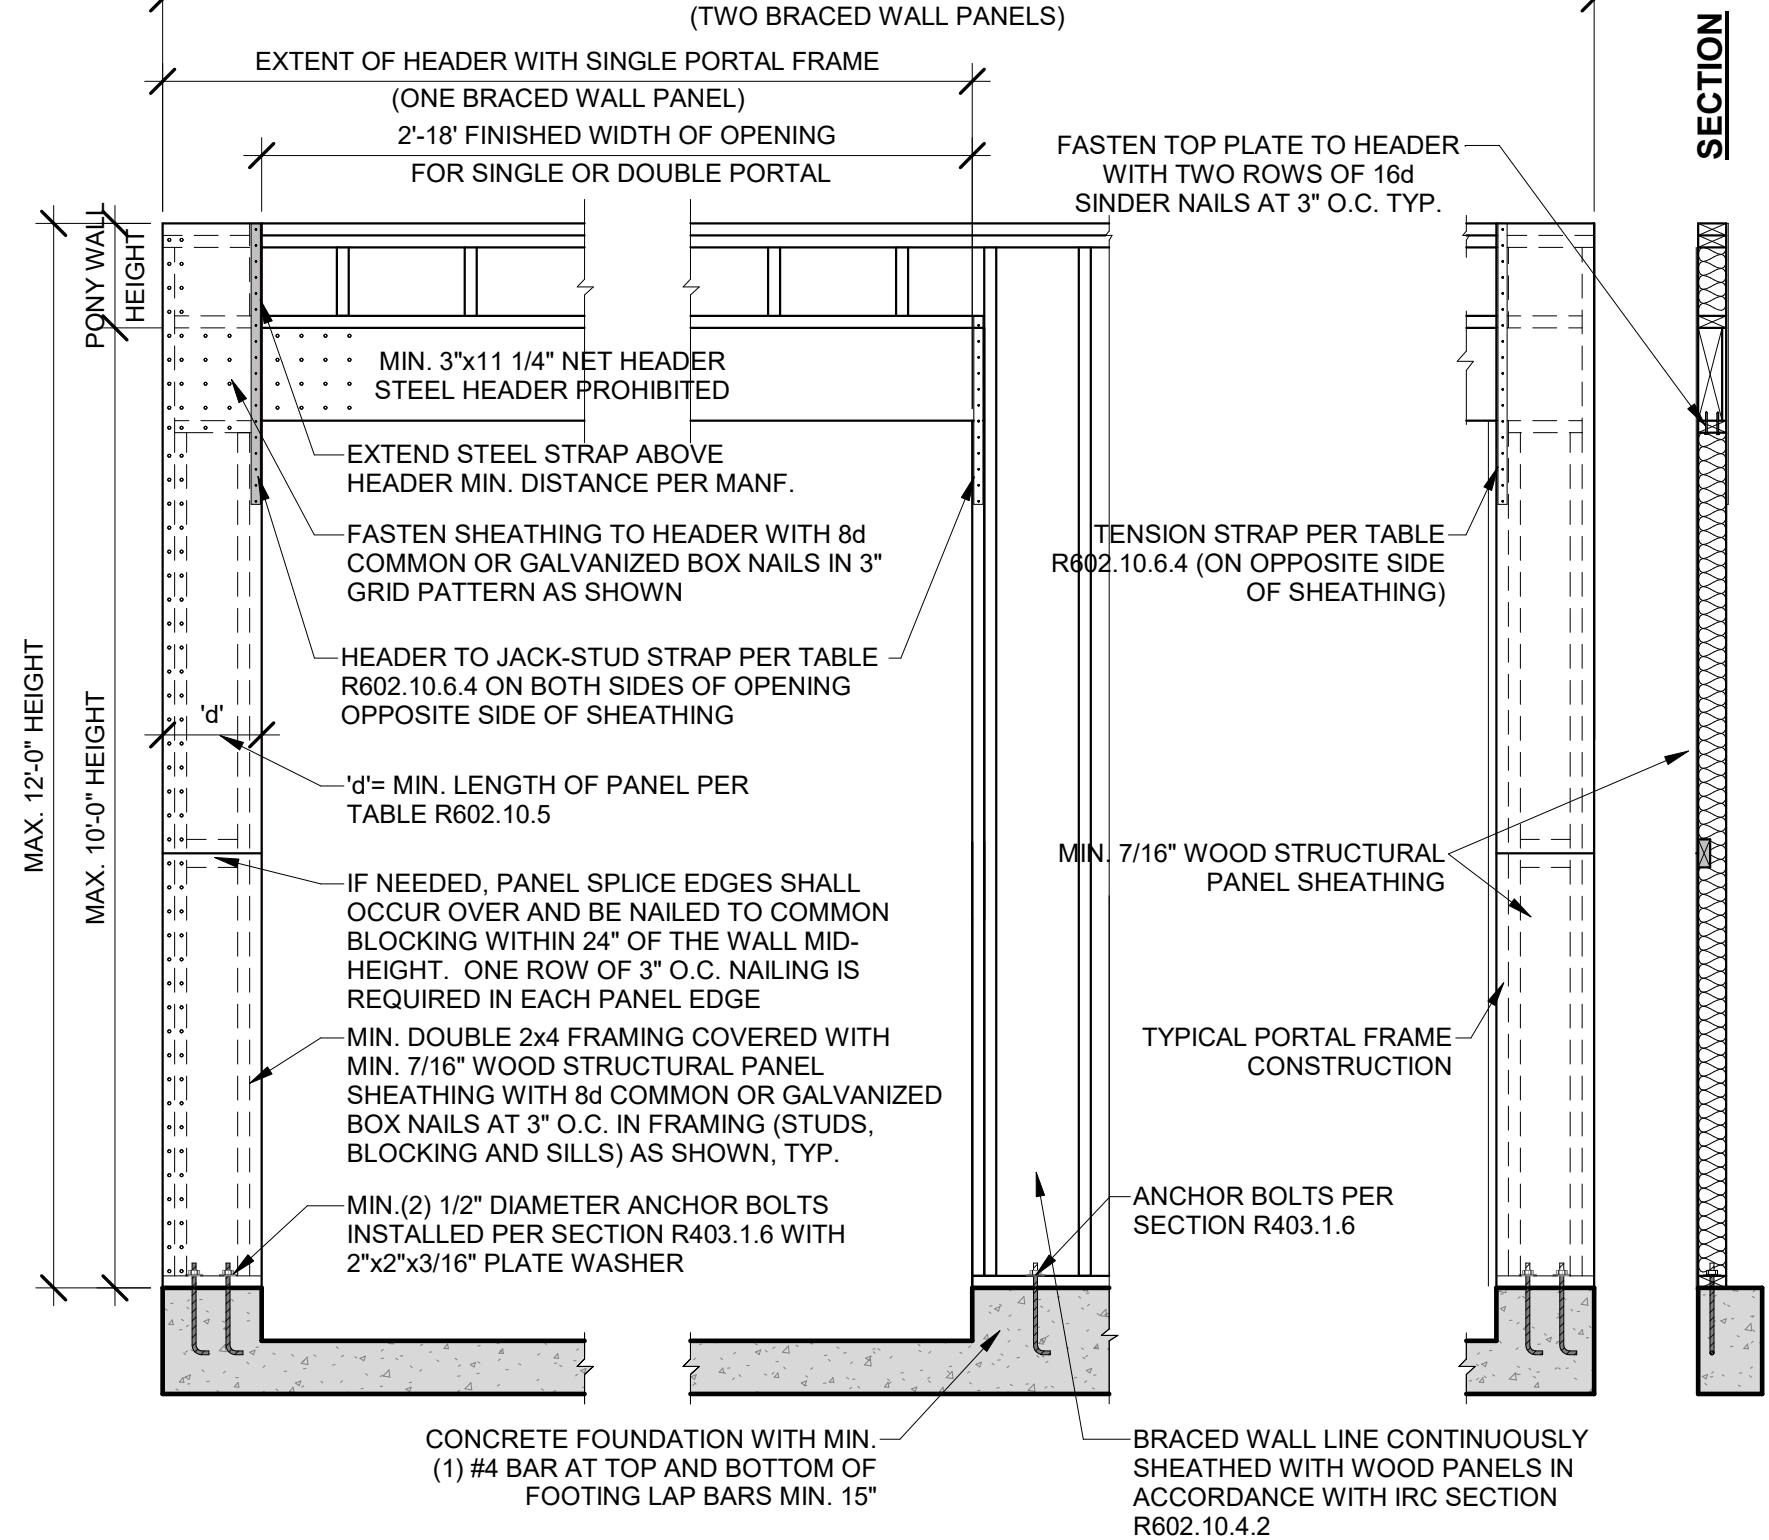 (TWO BRACED WALL PANELS)
EXTENT OF HEADER WITH SINGLE PORTAL FRAME
(ONE BRACED WALL PANEL)
2'-18' FINISHED WIDTH OF OPENING
FOR SINGLE OR DOUBLE PORTAL
FASTEN TOP PLATE TO HEADER
WITH TWO ROWS OF 16d
SINDER NAILS AT 3" O.C. TYP.
SECTION
PONY WALL
HEIGHT
MIN. 3"x11 1/4" NET HEADER
STEEL HEADER PROHIBITED
EXTEND STEEL STRAP ABOVE
HEADER MIN. DISTANCE PER MANF.
FASTEN SHEATHING TO HEADER WITH 8d
COMMON OR GALVANIZED BOX NAILS IN 3"
GRID PATTERN AS SHOWN
TENSION STRAP PER TABLE
R602.10.6.4 (ON OPPOSITE SIDE
OF SHEATHING)
HEADER TO JACK-STUD STRAP PER TABLE
R602.10.6.4 ON BOTH SIDES OF OPENING
OPPOSITE SIDE OF SHEATHING
MAX. 12'-0" HEIGHT
MAX. 10'-0" HEIGHT
'd'
'd'= MIN. LENGTH OF PANEL PER
TABLE R602.10.5
MIN. 7/16" WOOD STRUCTURAL
PANEL SHEATHING
IF NEEDED, PANEL SPLICE EDGES SHALL
OCCUR OVER AND BE NAILED TO COMMON
BLOCKING WITHIN 24" OF THE WALL MID-
HEIGHT. ONE ROW OF 3" O.C. NAILING IS
REQUIRED IN EACH PANEL EDGE
MIN. DOUBLE 2x4 FRAMING COVERED WITH
MIN. 7/16" WOOD STRUCTURAL PANEL
SHEATHING WITH 8d COMMON OR GALVANIZED
BOX NAILS AT 3" O.C. IN FRAMING (STUDS,
BLOCKING AND SILLS) AS SHOWN, TYP.
TYPICAL PORTAL FRAME
CONSTRUCTION
MIN.(2) 1/2" DIAMETER ANCHOR BOLTS
INSTALLED PER SECTION R403.1.6 WITH
2"x2"x3/16" PLATE WASHER
ANCHOR BOLTS PER
SECTION R403.1.6
CONCRETE FOUNDATION WITH MIN.
(1) #4 BAR AT TOP AND BOTTOM OF
FOOTING LAP BARS MIN. 15"
BRACED WALL LINE CONTINUOUSLY
SHEATHED WITH WOOD PANELS IN
ACCORDANCE WITH IRC SECTION
R602.10.4.2